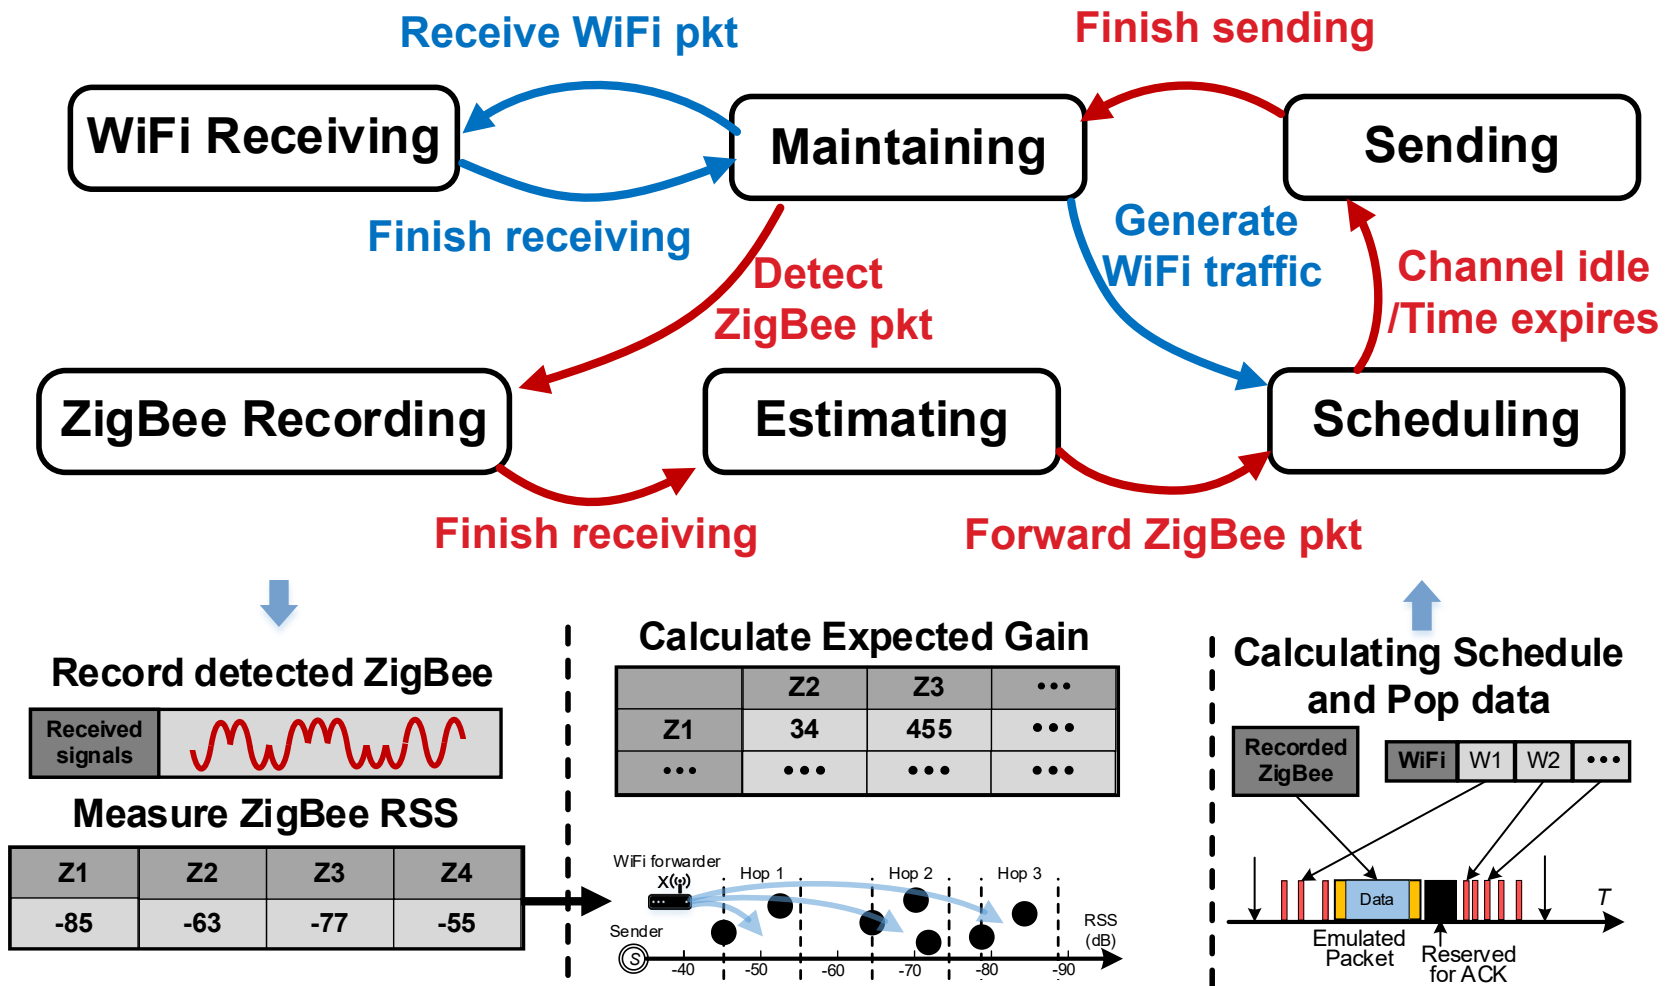 Receive WiFi pkt
Finish sending
WiFi Receiving
Maintaining
Sending
Finish receiving
Generate
WiFi traffic
Detect
ZigBee pkt
Channel idle
/Time expires
ZigBee Recording
Estimating
Scheduling
Finish receiving
Forward ZigBee pkt
Record detected ZigBee
Received
signals
Measure ZigBee RSS
Z1 Z2 Z3 Z4
-85 -63 -77 -55
Calculate Expected Gain
Z2 Z3 •••
Z1 34 455 •••
••• ••• ••• •••
WiFi forwarder
X
Hop 1
Hop 2
Hop 3
Sender
S
RSS
(dB)
-40 -50 -60 -70 -80 -90
Calculating Schedule
and Pop data
Recorded
ZigBee
WiFi W1 W2 •••
Data
T
Emulated
Packet
Reserved
for ACK